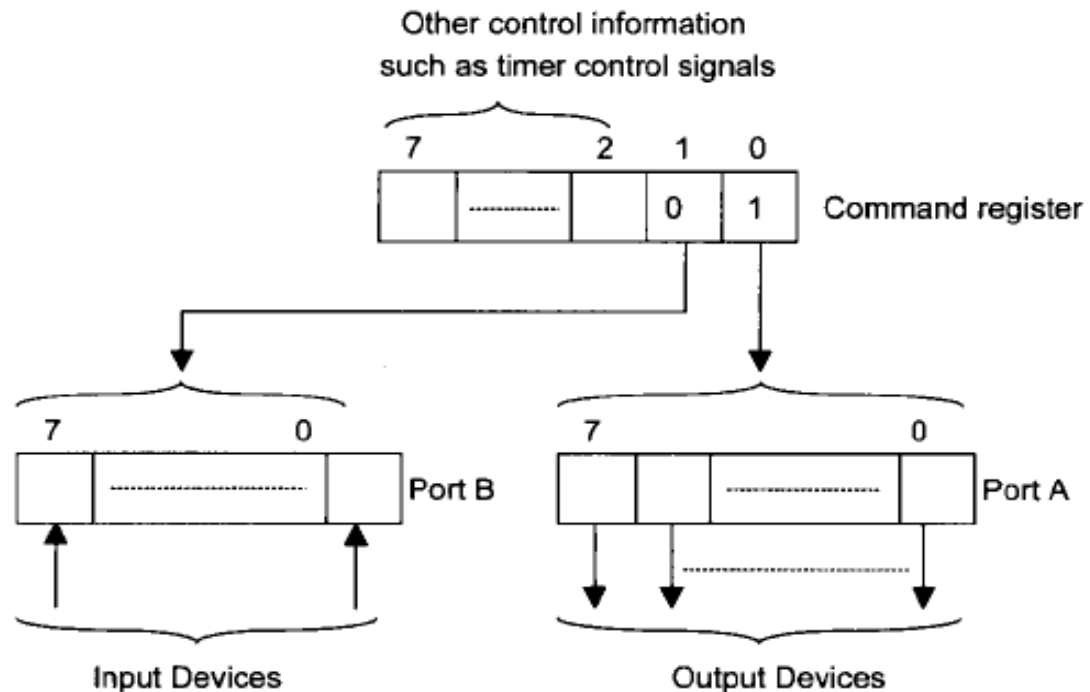 Other control information
such as timer control signals
7 2 1 0
0 1 Command register
7 0
Port B
7 0
Port A
Input Devices
Output Devices